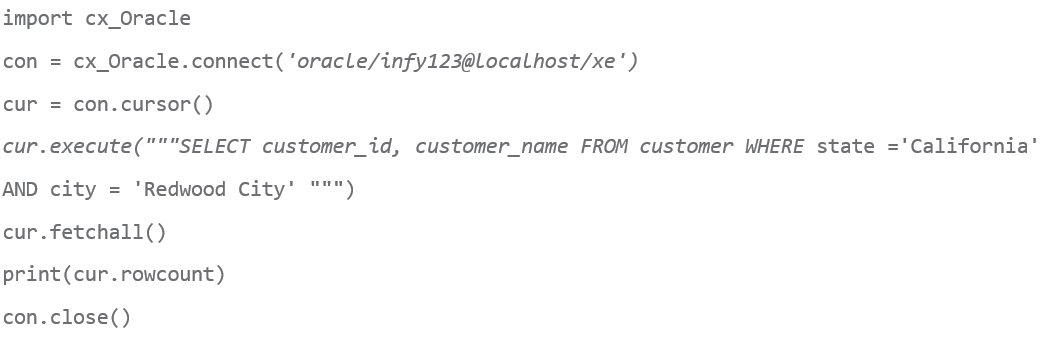 import cx_Oracle
con = cx_Oracle.connect('oracle/infy123@localhost/xe')
cur = con.cursor()
cur.execute("""SELECT customer_id, customer_name FROM customer WHERE state ='California'
AND city = 'Redwood City' """)
cur.fetchall()
print(cur.rowcount)
con.close()